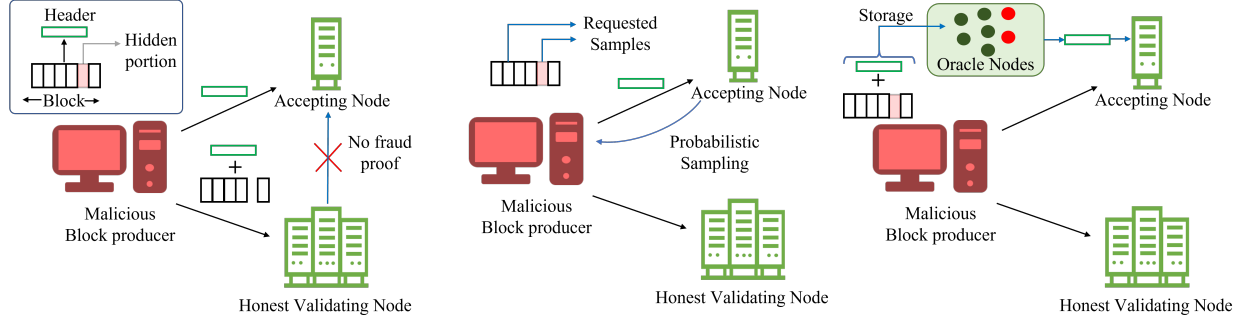 Header
Hidden
portion
Block
Accepting Node
No fraud
proof
Malicious
Block producer
Honest Validating Node
Requested
Samples
Accepting Node
Probabilistic
Sampling
Malicious
Block producer
Honest Validating Node
Storage
Oracle Nodes
Accepting Node
Malicious
Block producer
Honest Validating Node